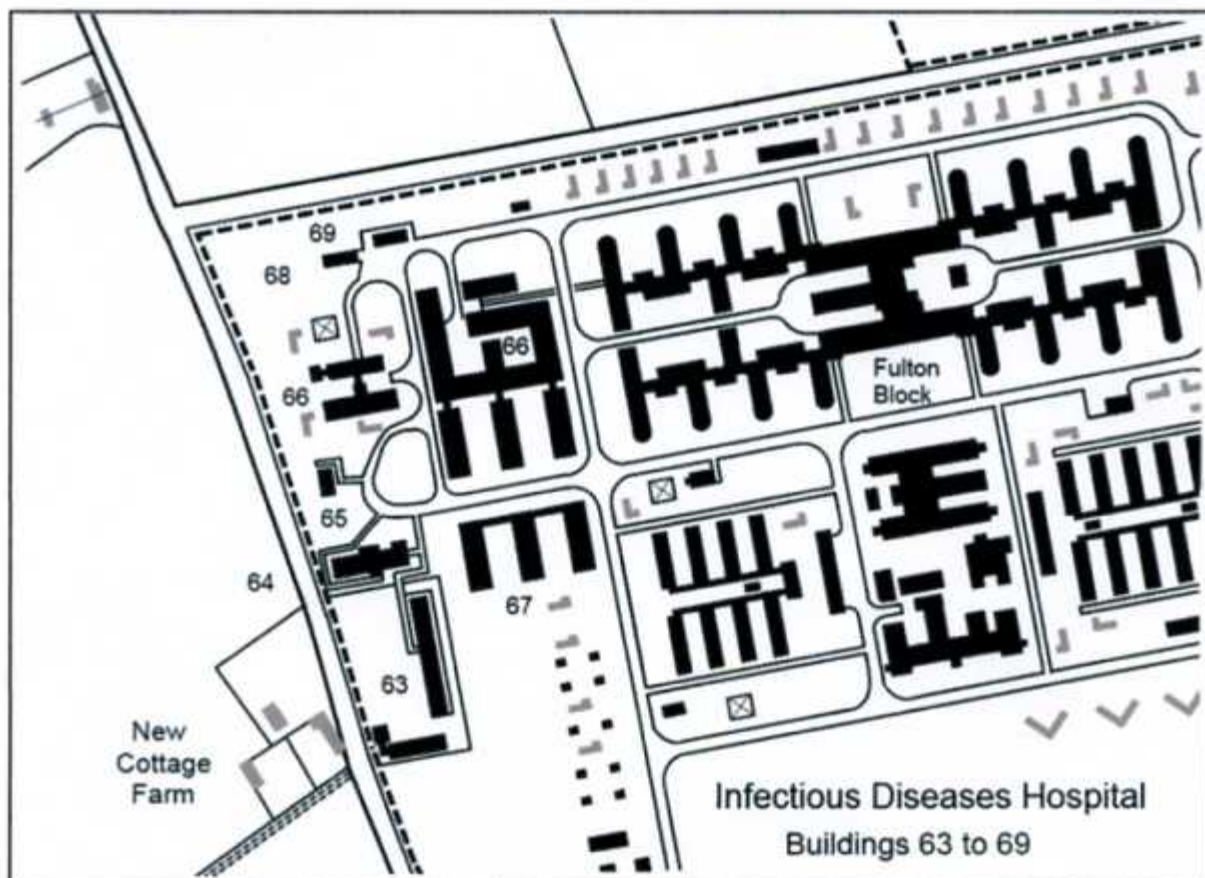 69
68
66
66
Fulton
Block
65
64
67
63
New
Cottage
Farm
Infectious Diseases Hospital
Buildings 63 to 69